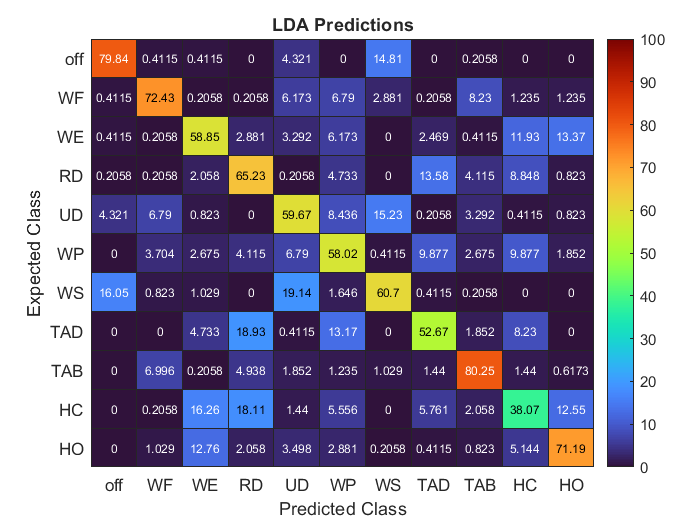 LDA Predictions
off 79.84 0.4115 0.4115 0 4.321 0 14.81 0 0.2058 0 0
WF 0.4115 72.43 0.2058 0.2058 6.173 6.79 2.881 0.2058 8.23 1.235 1.235
WE 0.4115 0.2058 58.85 2.881 3.292 6.173 0 2.469 0.4115 11.93 13.37
RD 0.2058 0.2058 2.058 65.23 0.2058 4.733 0 13.58 4.115 8.848 0.823
UD 4.321 6.79 0.823 0 59.67 8.436 15.23 0.2058 3.292 0.4115 0.823
WP 0 3.704 2.675 4.115 6.79 58.02 0.4115 9.877 2.675 9.877 1.852
WS 16.05 0.823 1.029 0 19.14 1.646 60.7 0.4115 0.2058 0 0
TAD 0 0 4.733 18.93 0.4115 13.17 0 52.67 1.852 8.23 0
TAB 0 6.996 0.2058 4.938 1.852 1.235 1.029 1.44 80.25 1.44 0.6173
HC 0 0.2058 16.26 18.11 1.44 5.556 0 5.761 2.058 38.07 12.55
HO 0 1.029 12.76 2.058 3.498 2.881 0.2058 0.4115 0.823 5.144 71.19
off WF WE RD UD WP WS TAD TAB HC HO
Predicted Class
Expected Class
100
90
80
70
60
50
40
30
20
10
0